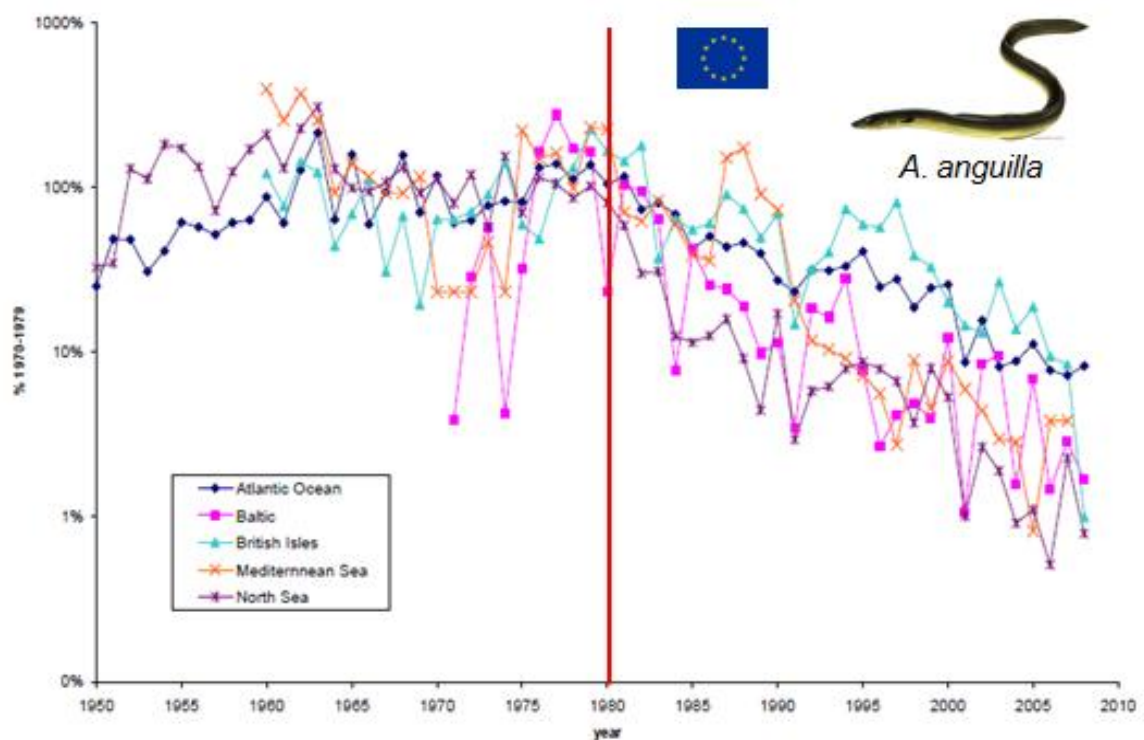 1000%
100%
10%
1%
0%
% 1970-1979
A. anguilla
Atlantic Ocean
Baltic
British Isles
Mediternnean Sea
North Sea
1950 1955 1960 1965 1970 1975 1980 1985 1990 1995 2000 2005 2010
year